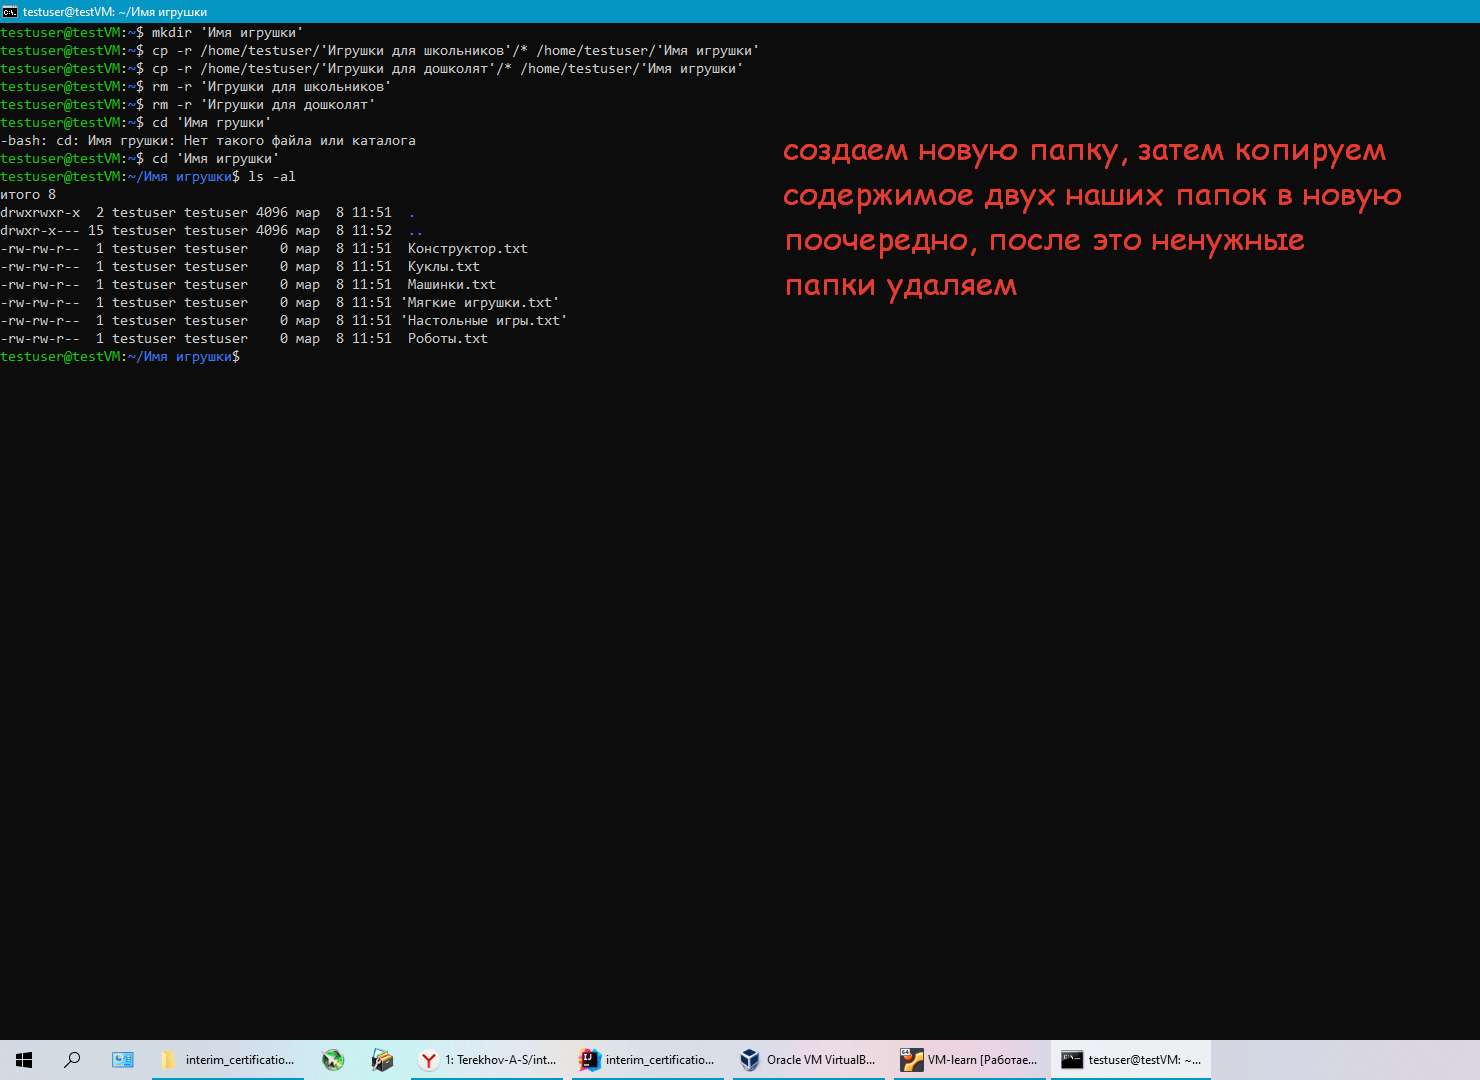 testuser@testVM: ~/Имя игрушки
testuser@testVM:~$ mkdir 'Имя игрушки'
testuser@testVM:~$ cp -r /home/testuser/'Игрушки для школьников'/* /home/testuser/'Имя игрушки'
testuser@testVM:~$ cp -r /home/testuser/'Игрушки для дошколят'/* /home/testuser/'Имя игрушки'
testuser@testVM:~$ rm -r 'Игрушки для школьников'
testuser@testVM:~$ rm -r 'Игрушки для дошколят'
testuser@testVM:~$ cd 'Имя грушки'
-bash: cd: Имя грушки: Нет такого файла или каталога
testuser@testVM:~$ cd 'Имя игрушки'
testuser@testVM:~/Имя игрушки$ ls -al
итого 8
drwxrwxr-x  2 testuser testuser 4096 мар  8 11:51  .
drwxr-x--- 15 testuser testuser 4096 мар  8 11:52  ..
-rw-rw-r--  1 testuser testuser    0 мар  8 11:51  Конструктор.txt
-rw-rw-r--  1 testuser testuser    0 мар  8 11:51  Куклы.txt
-rw-rw-r--  1 testuser testuser    0 мар  8 11:51  Машинки.txt
-rw-rw-r--  1 testuser testuser    0 мар  8 11:51 'Мягкие игрушки.txt'
-rw-rw-r--  1 testuser testuser    0 мар  8 11:51 'Настольные игры.txt'
-rw-rw-r--  1 testuser testuser    0 мар  8 11:51  Роботы.txt
testuser@testVM:~/Имя игрушки$
создаем новую папку, затем копируем
содержимое двух наших папок в новую
поочередно, после это ненужные
папки удаляем
interim_certificatio...
1: Terekhov-A-S/int...
interim_certificatio...
Oracle VM VirtualB...
VM-learn [Работае...
testuser@testVM: ~...